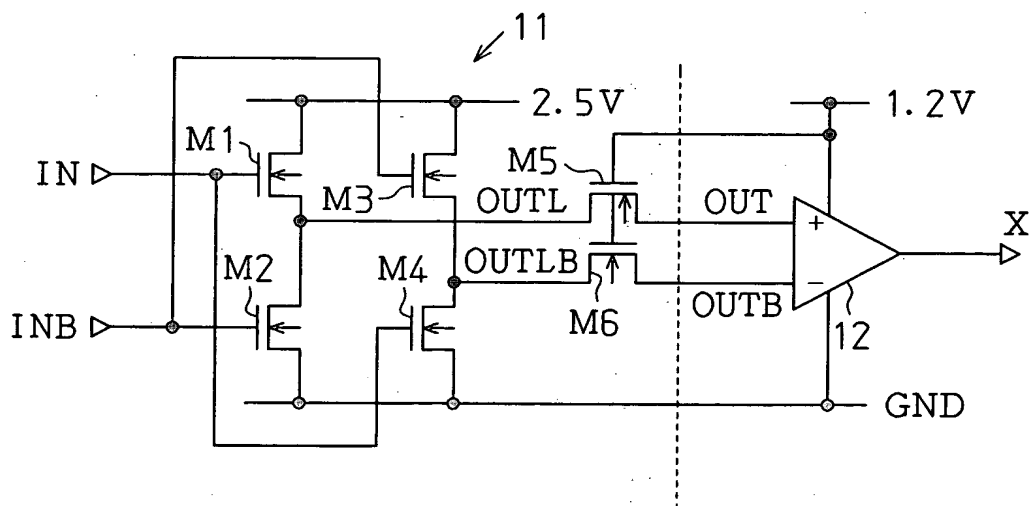 11
2.5V
1.2V
M1
IN
M3
M5
OUTL
OUT
+
X
M2
M4
OUTLB
−
INB
M6
OUTB
12
GND